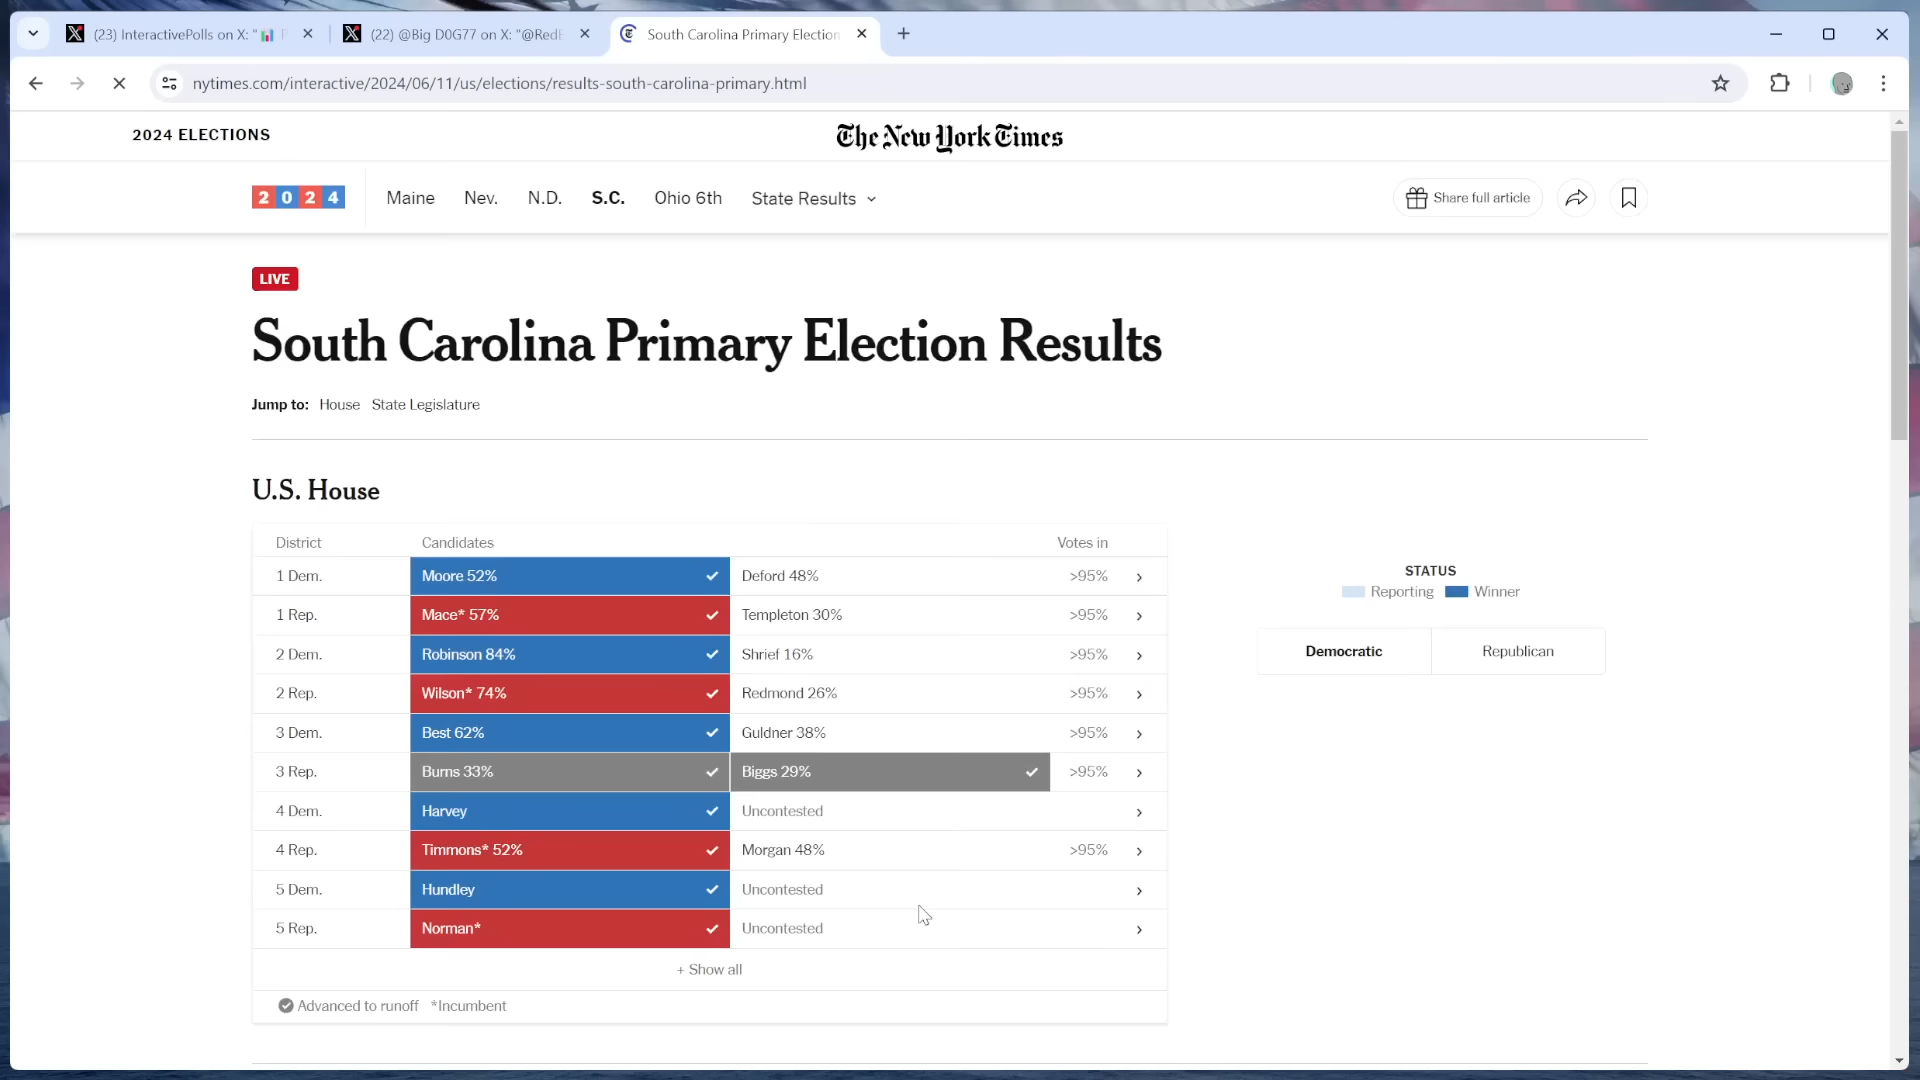 (23) InteractivePolls on X: "
(22) @Big D0G77 on X: "@RedE
South Carolina Primary Election
nytimes.com/interactive/2024/06/11/us/elections/results-south-carolina-primary.html
2024 ELECTIONS
The New York Times
2024 Maine Nev. N.D. S.C. Ohio 6th State Results
Share full article
LIVE
South Carolina Primary Election Results
Jump to: House State Legislature
U.S. House
District Candidates Votes in
1 Dem. Moore 52% Deford 48% >95%
1 Rep. Mace* 57% Templeton 30% >95%
2 Dem. Robinson 84% Shrief 16% >95%
2 Rep. Wilson* 74% Redmond 26% >95%
3 Dem. Best 62% Guldner 38% >95%
3 Rep. Burns 33% Biggs 29% >95%
4 Dem. Harvey Uncontested
4 Rep. Timmons* 52% Morgan 48% >95%
5 Dem. Hundley Uncontested
5 Rep. Norman* Uncontested
+ Show all
Advanced to runoff *Incumbent
STATUS
Reporting Winner
Democratic Republican